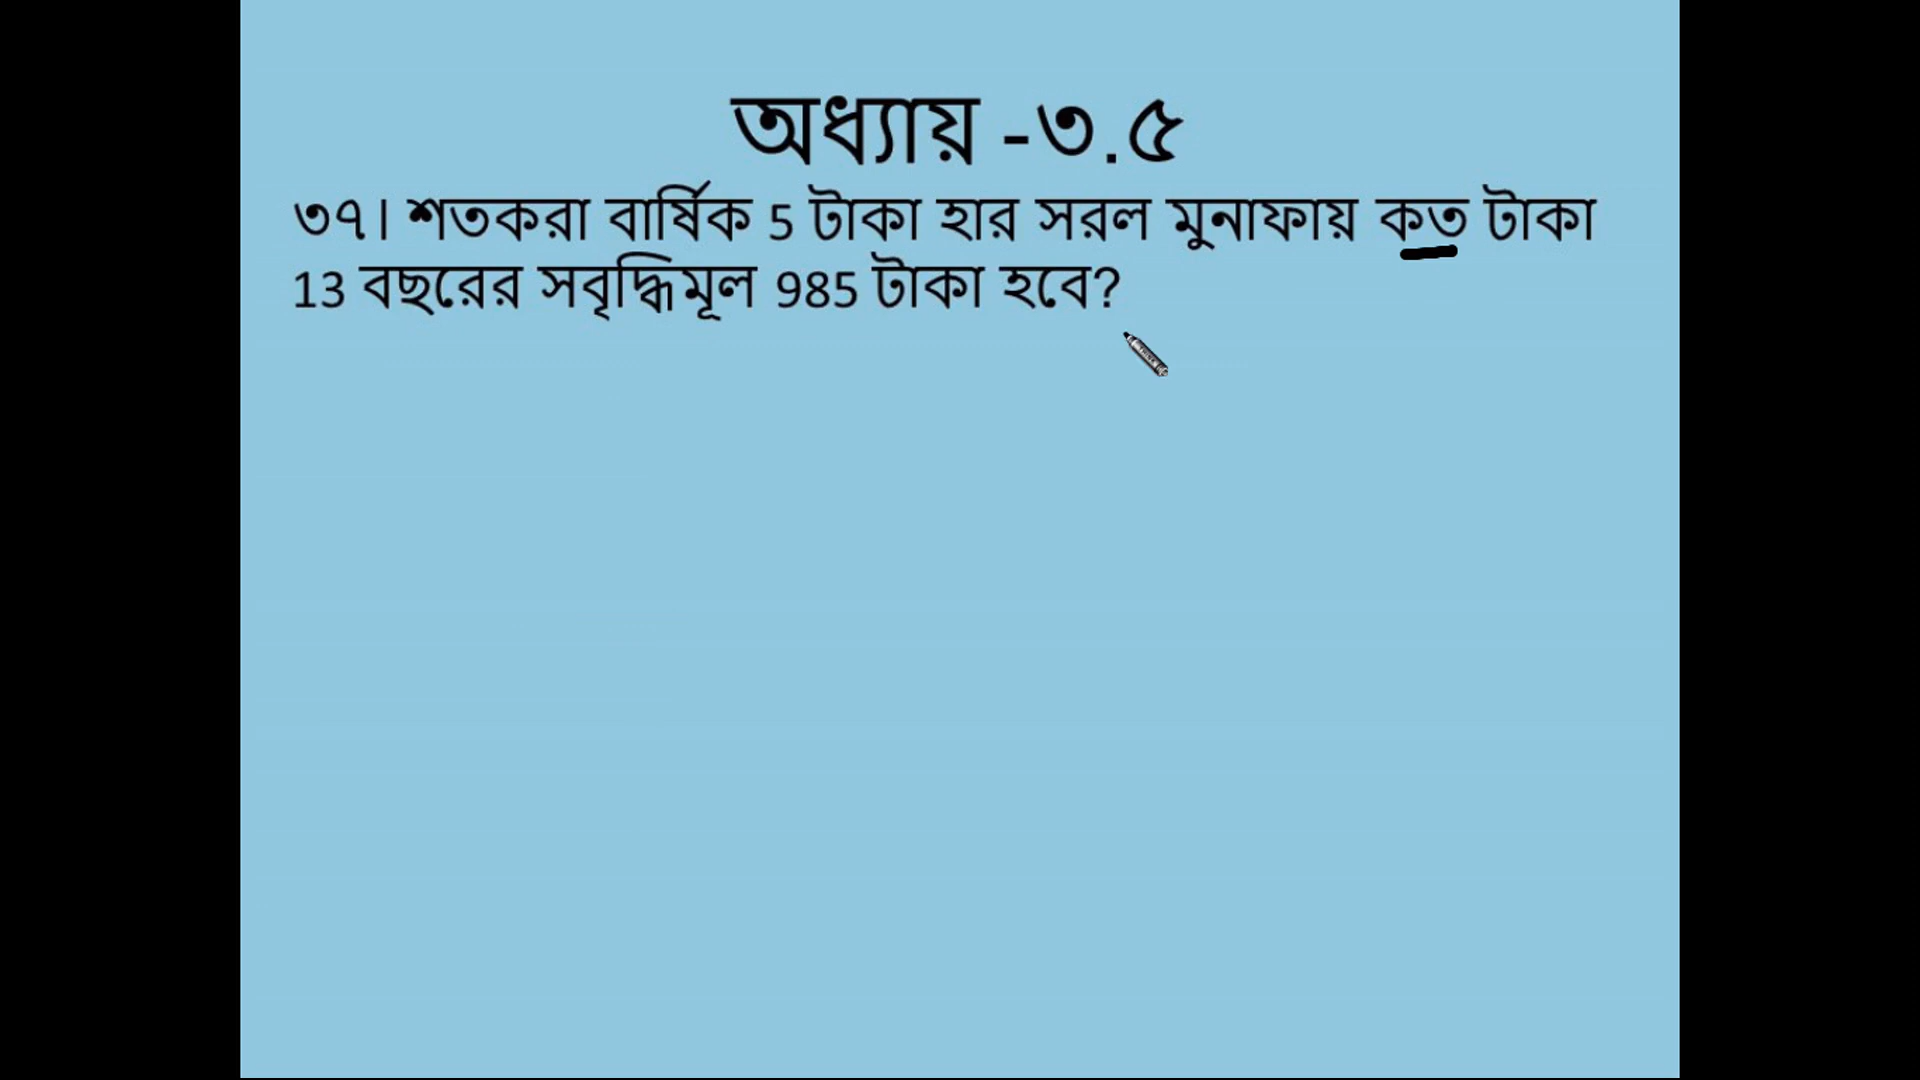 অধ্যায় -৩.৫
৩৭। শতকরা বার্ষিক 5 টাকা হার সরল মুনাফায় কত টাকা
13 বছরের সবৃদ্ধিমূল 985 টাকা হবে?